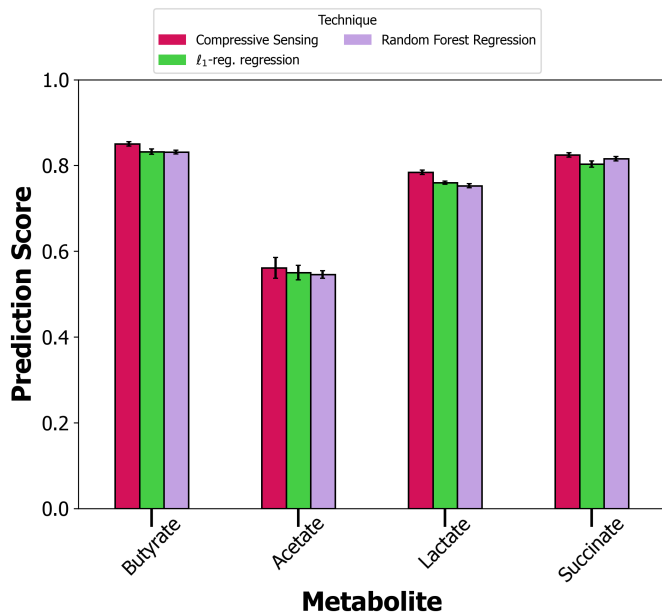 Technique
Compressive Sensing
Random Forest Regression
ℓ₁-reg. regression
1.0
0.8
0.6
0.4
0.2
0.0
Prediction Score
Butyrate
Acetate
Lactate
Succinate
Metabolite